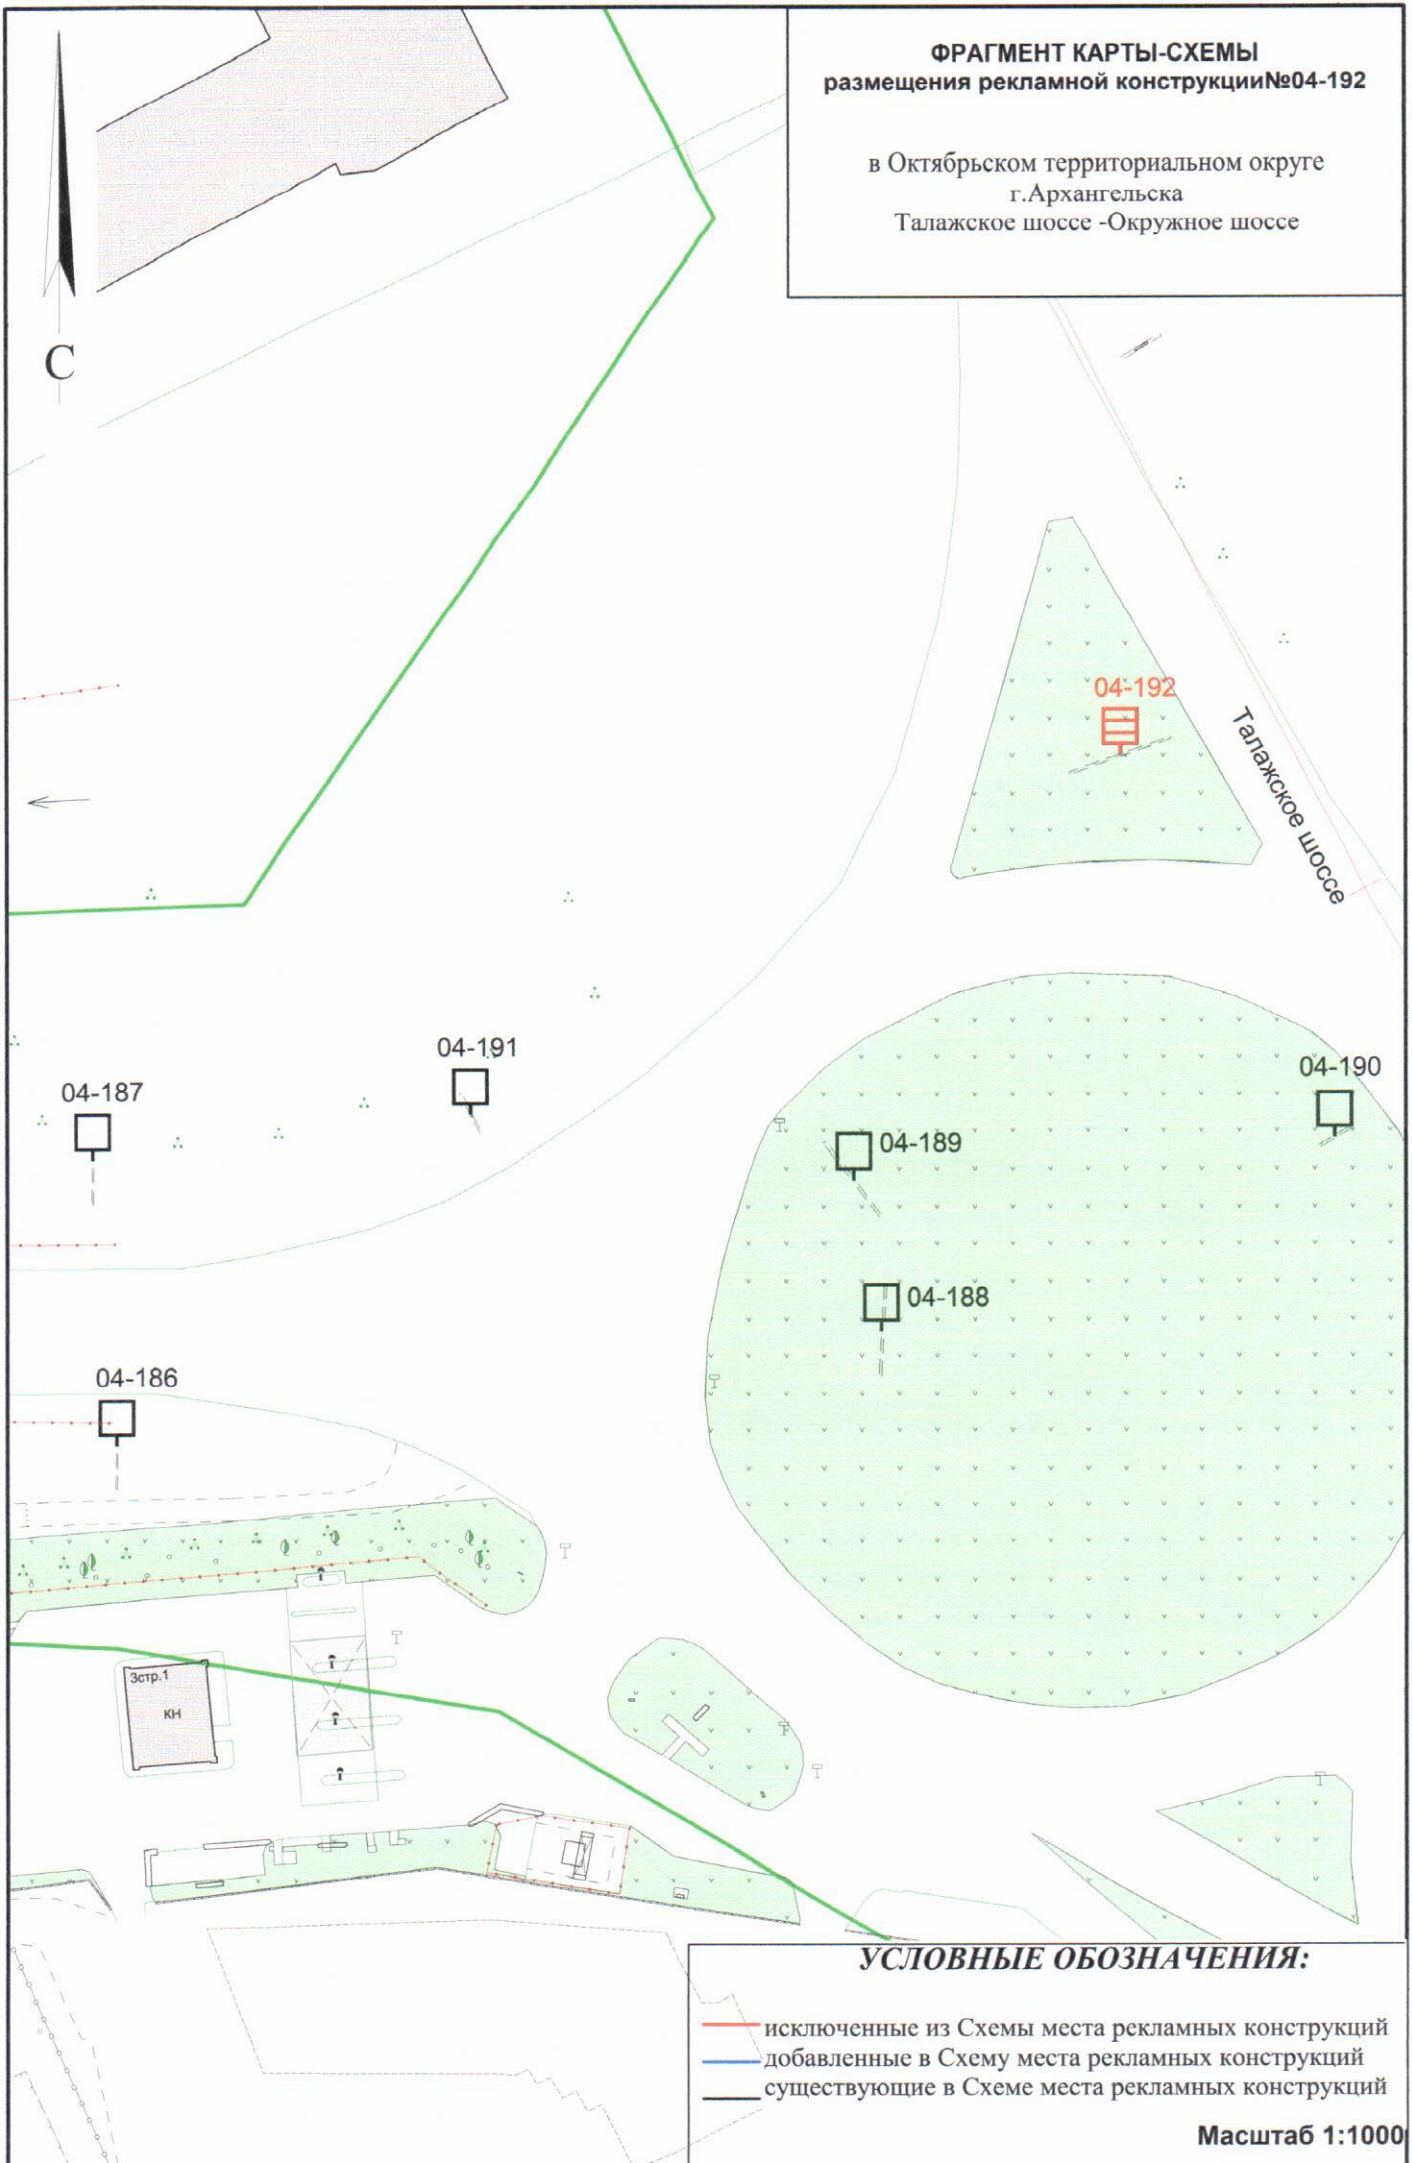 ФРАГМЕНТ КАРТЫ-СХЕМЫ
размещения рекламной конструкции№04-192
в Октябрьском территориальном округе
г.Архангельска
Талажское шоссе -Окружное шоссе
С
04-192
Талажское шоссе
04-191
04-187
04-190
04-189
04-188
04-186
3стр.1
КН
УСЛОВНЫЕ ОБОЗНАЧЕНИЯ:
исключенные из Схемы места рекламных конструкций
добавленные в Схему места рекламных конструкций
существующие в Схеме места рекламных конструкций
Масштаб 1:1000